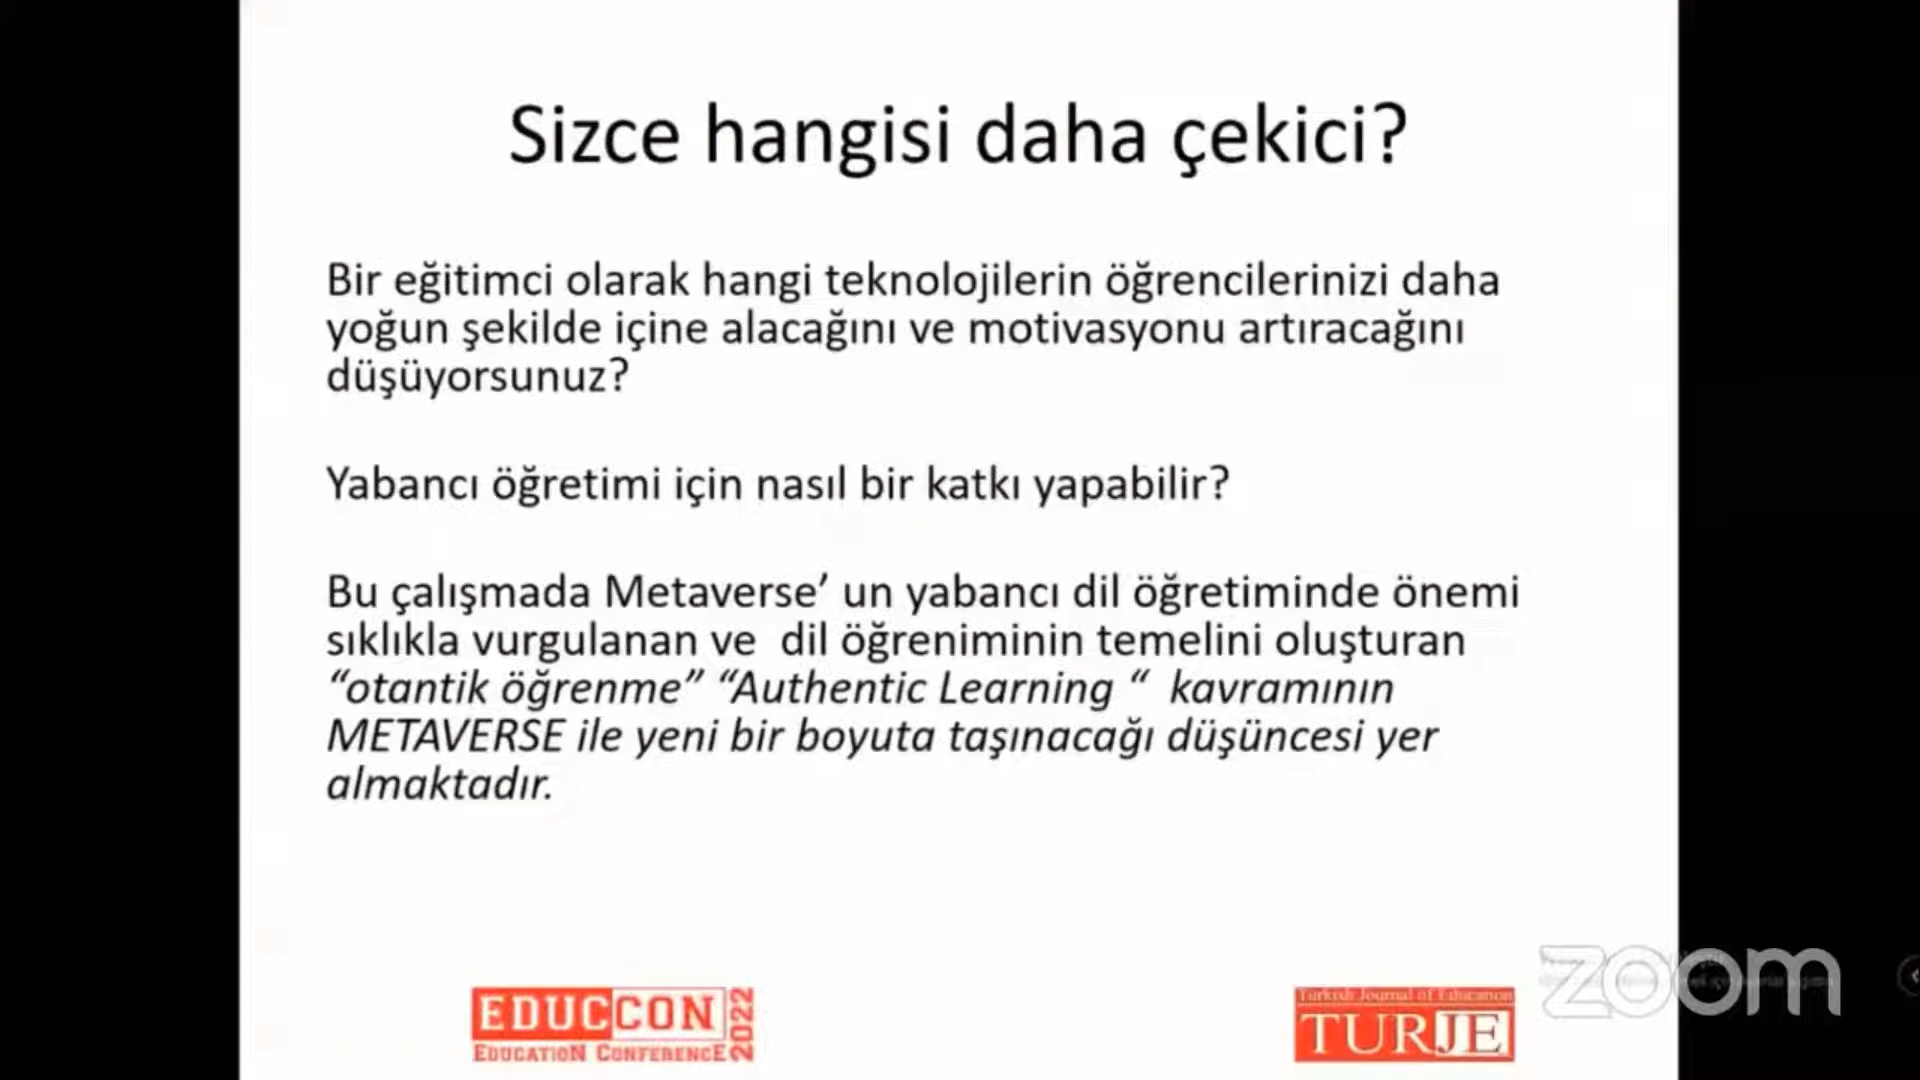 Sizce hangisi daha çekici?
Bir eğitimci olarak hangi teknolojilerin öğrencilerinizi daha
yoğun şekilde içine alacağını ve motivasyonu artıracağını
düşüyorsunuz?
Yabancı öğretimi için nasıl bir katkı yapabilir?
Bu çalışmada Metaverse’ un yabancı dil öğretiminde önemi
sıklıkla vurgulanan ve  dil öğreniminin temelini oluşturan
“otantik öğrenme” “Authentic Learning “  kavramının
METAVERSE ile yeni bir boyuta taşınacağı düşüncesi yer
almaktadır.
EDUCCON 2022
EDUCATION CONFERENCE
Turkish Journal of Education
TURJE
zoom